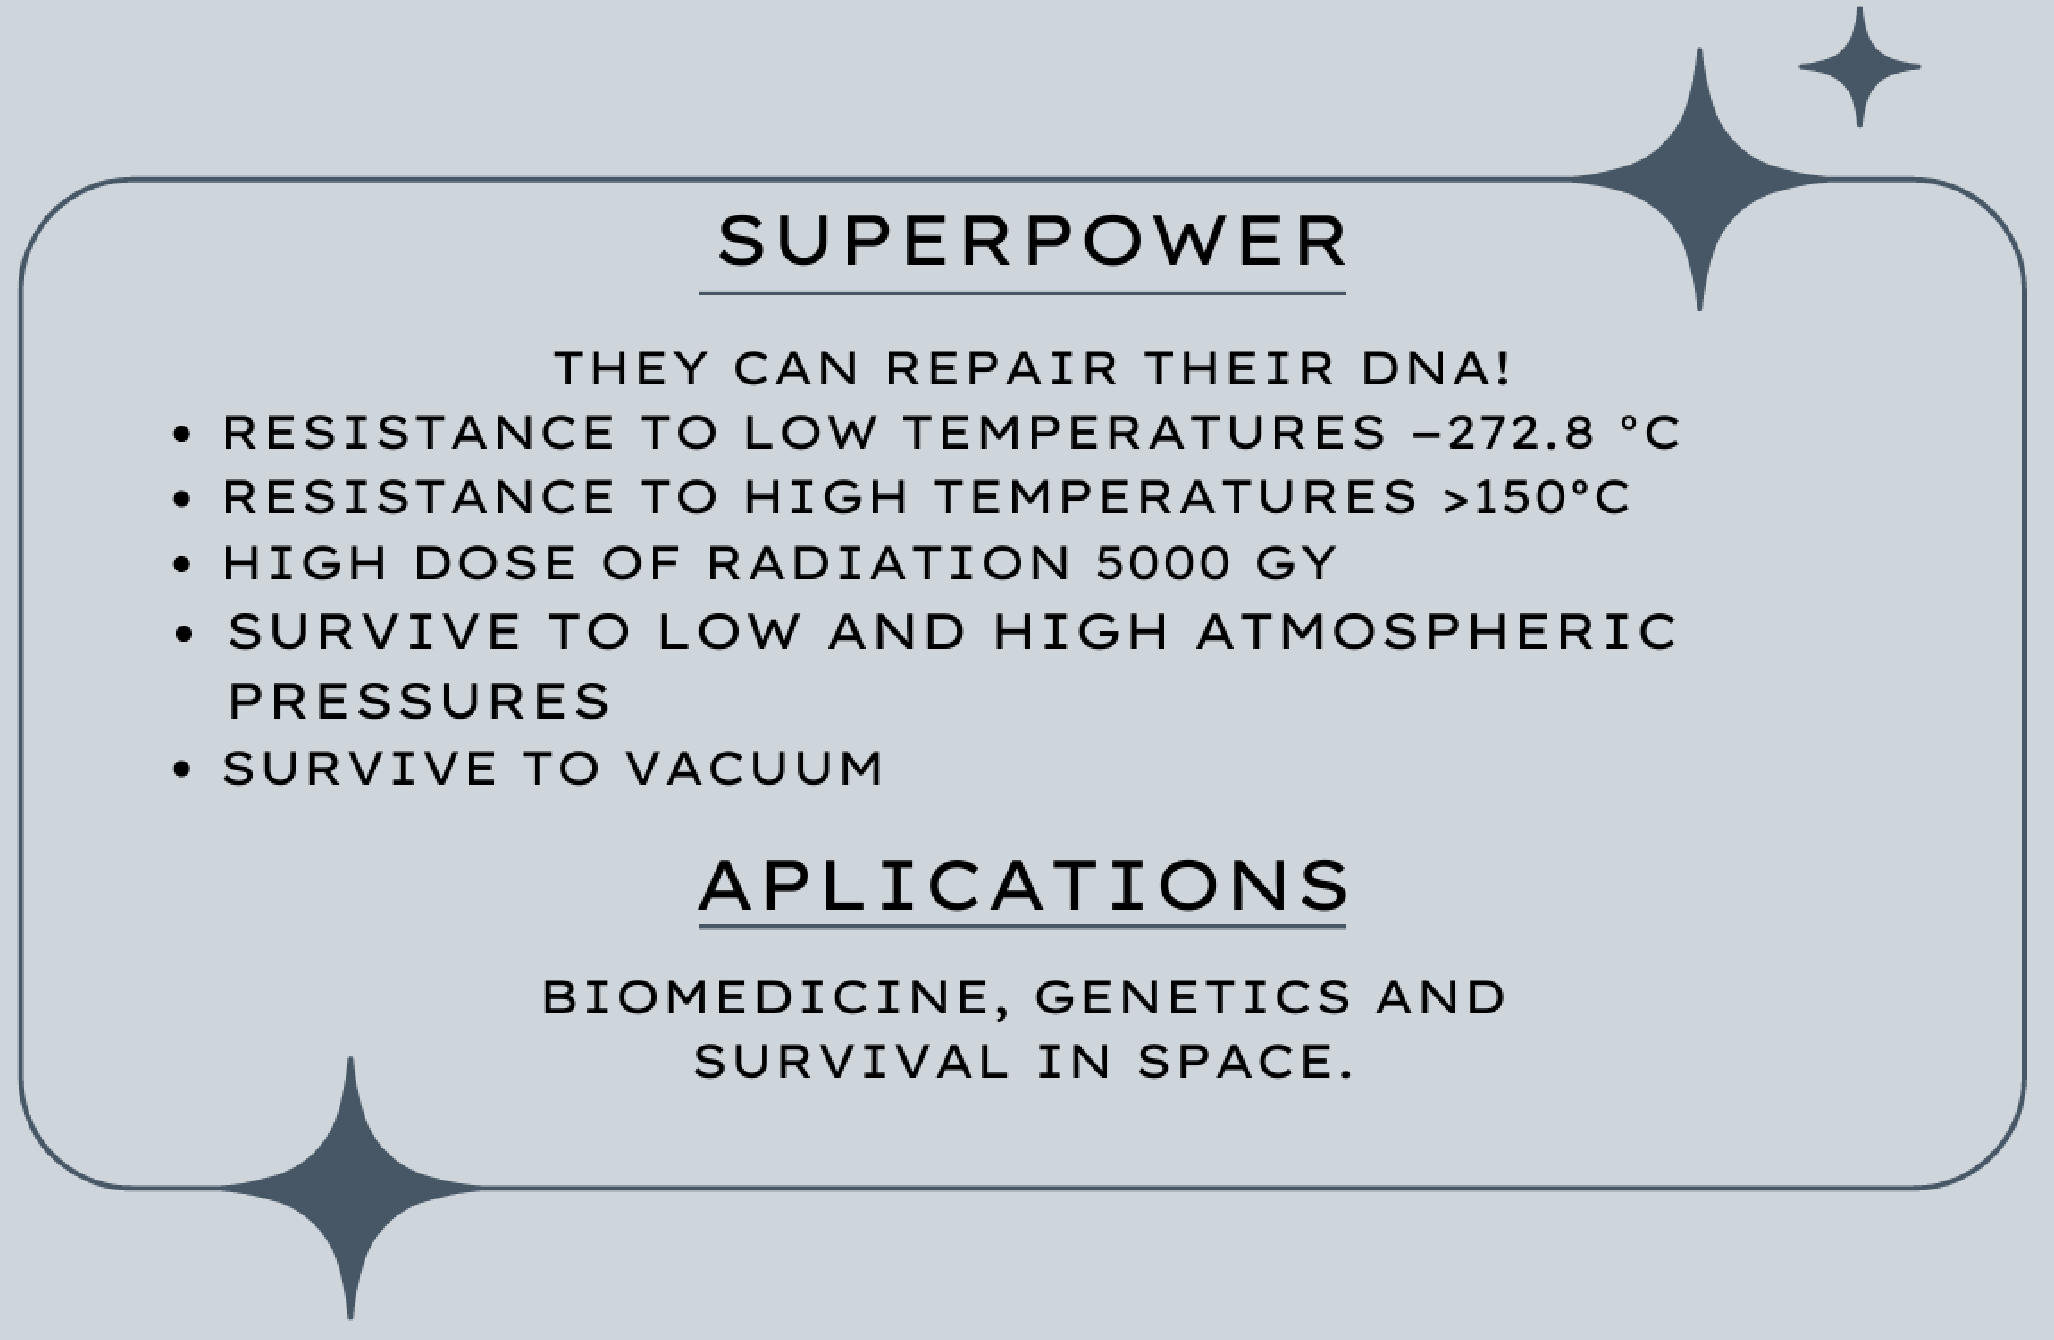 SUPERPOWER
THEY CAN REPAIR THEIR DNA!
• RESISTANCE TO LOW TEMPERATURES -272.8 °C
• RESISTANCE TO HIGH TEMPERATURES >150°C
• HIGH DOSE OF RADIATION 5000 GY
• SURVIVE TO LOW AND HIGH ATMOSPHERIC
PRESSURES
• SURVIVE TO VACUUM
APLICATIONS
BIOMEDICINE, GENETICS AND
SURVIVAL IN SPACE.